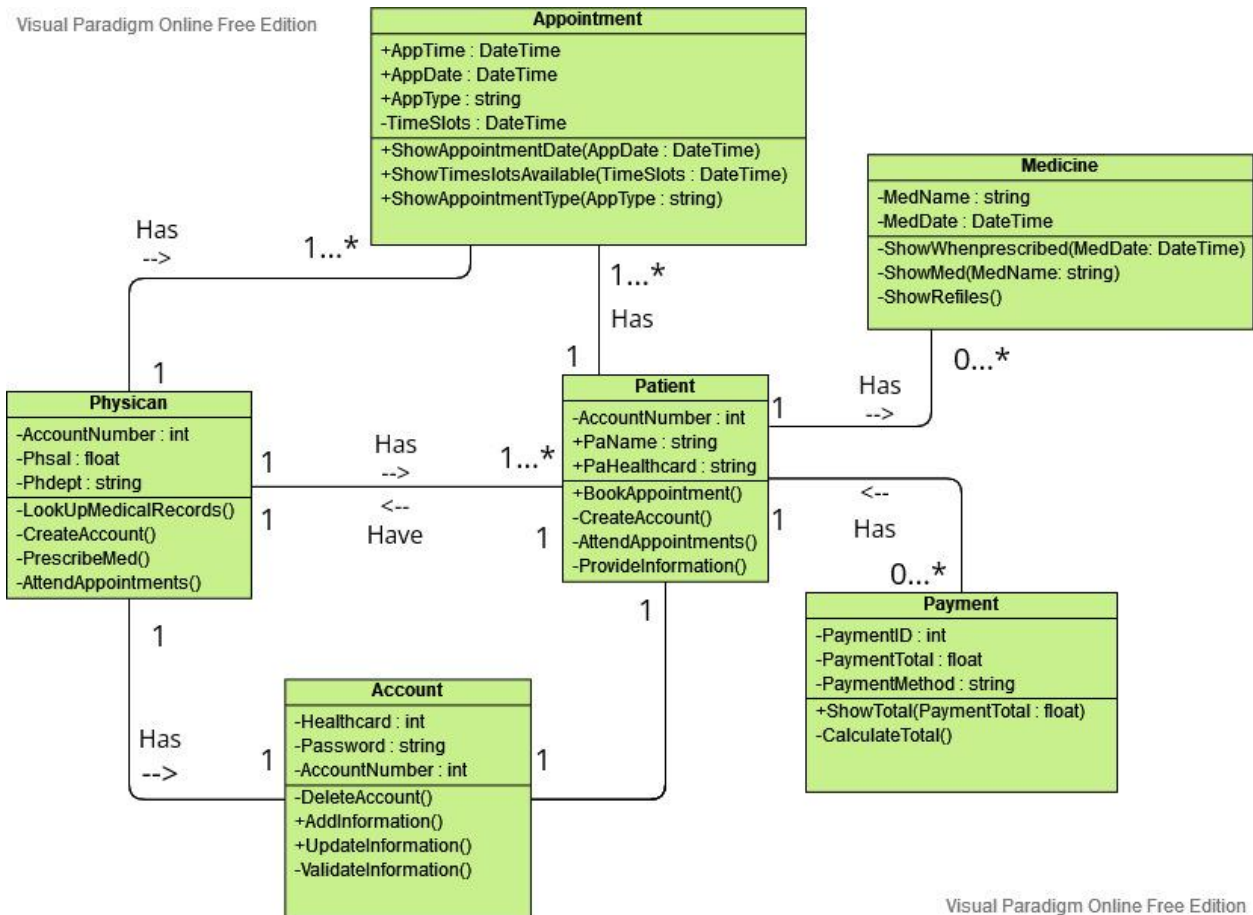 Visual Paradigm Online Free Edition
Appointment
+AppTime : DateTime
+AppDate : DateTime
+AppType : string
-TimeSlots : DateTime
+ShowAppointmentDate(AppDate : DateTime)
+ShowTimeslotsAvailable(TimeSlots : DateTime)
+ShowAppointmentType(AppType : string)
Medicine
-MedName : string
-MedDate : DateTime
-ShowWhenprescribed(MedDate: DateTime)
-ShowMed(MedName: string)
-ShowRefiles()
Has
-->
1...*
1...*
Has
1
1
0...*
Has
-->
1
Physican
-AccountNumber : int
-Phsal : float
-Phdept : string
-LookUpMedicalRecords()
-CreateAccount()
-PrescribeMed()
-AttendAppointments()
Has
-->
1
1...*
<--
Have
1
1
Patient
-AccountNumber : int
+PaName : string
+PaHealthcard : string
+BookAppointment()
-CreateAccount()
-AttendAppointments()
-ProvideInformation()
<--
Has
1
0...*
Payment
-PaymentID : int
-PaymentTotal : float
-PaymentMethod : string
+ShowTotal(PaymentTotal : float)
-CalculateTotal()
1
Has
-->
1
1
1
Account
-Healthcard : int
-Password : string
-AccountNumber : int
-DeleteAccount()
+AddInformation()
+UpdateInformation()
-ValidateInformation()
Visual Paradigm Online Free Edition